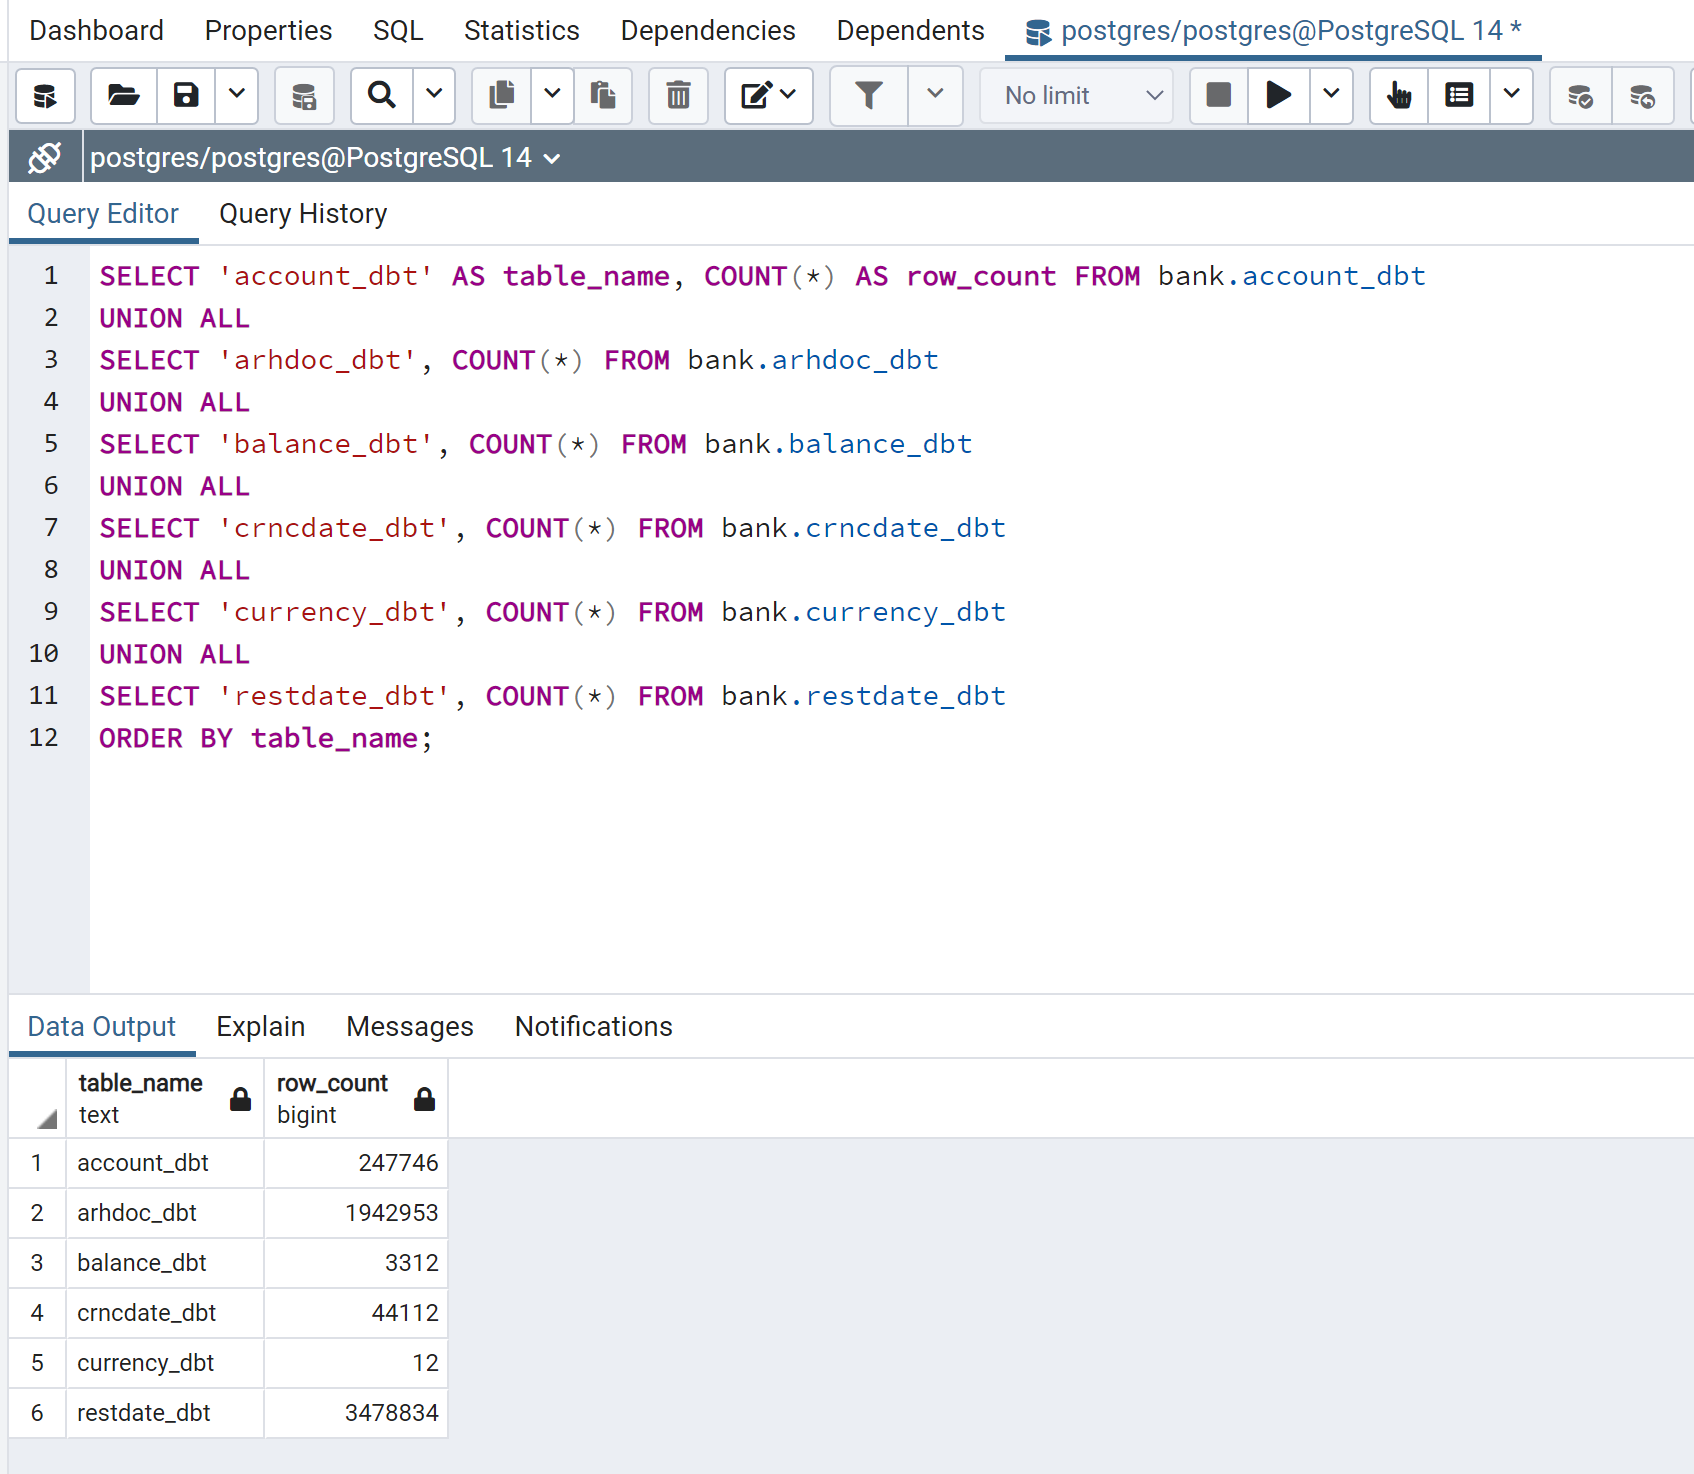 Dashboard Properties SQL Statistics Dependencies Dependents postgres/postgres@PostgreSQL 14 *
No limit
postgres/postgres@PostgreSQL 14
Query Editor Query History
1 SELECT 'account_dbt' AS table_name, COUNT(*) AS row_count FROM bank.account_dbt
2 UNION ALL
3 SELECT 'arhdoc_dbt', COUNT(*) FROM bank.arhdoc_dbt
4 UNION ALL
5 SELECT 'balance_dbt', COUNT(*) FROM bank.balance_dbt
6 UNION ALL
7 SELECT 'crncdate_dbt', COUNT(*) FROM bank.crncdate_dbt
8 UNION ALL
9 SELECT 'currency_dbt', COUNT(*) FROM bank.currency_dbt
10 UNION ALL
11 SELECT 'restdate_dbt', COUNT(*) FROM bank.restdate_dbt
12 ORDER BY table_name;
Data Output Explain Messages Notifications
table_name row_count
text bigint
1 account_dbt 247746
2 arhdoc_dbt 1942953
3 balance_dbt 3312
4 crncdate_dbt 44112
5 currency_dbt 12
6 restdate_dbt 3478834